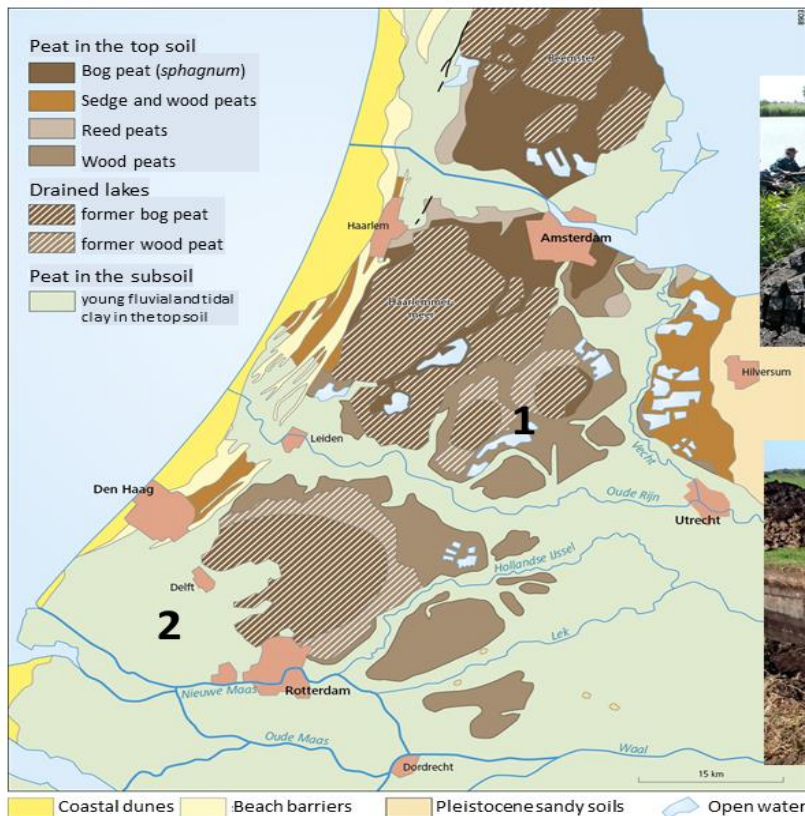 Peat in the top soil
Bog peat (sphagnum)
Sedge and wood peats
Reed peats
Wood peats
Drained lakes
former bog peat
former wood peat
Peat in the subsoil
young fluvial and tidal
clay in the top soil
Beemster
Haarlem
Amsterdam
Haarlemmer-
meer
Hilversum
1
Leiden
Vecht
Den Haag
Oude Rijn
Utrecht
Delft
Hollandse IJssel
2
Lek
Nieuwe Maas
Rotterdam
Oude Maas
Waal
Dordrecht
15 km
Coastal dunes
Beach barriers
Pleistocene sandy soils
Open water